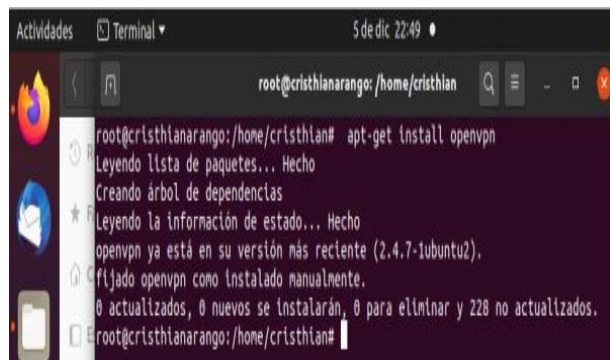 Actividades Terminal 5 de dic 22:49
root@cristhianarango: /home/cristhian
root@cristhianarango:/home/cristhian# apt-get install openvpn
Leyendo lista de paquetes... Hecho
Creando árbol de dependencias
Leyendo la información de estado... Hecho
openvpn ya está en su versión más reciente (2.4.7-1ubuntu2).
fijado openvpn como instalado manualmente.
0 actualizados, 0 nuevos se instalarán, 0 para eliminar y 228 no actualizados.
root@cristhianarango:/home/cristhian#